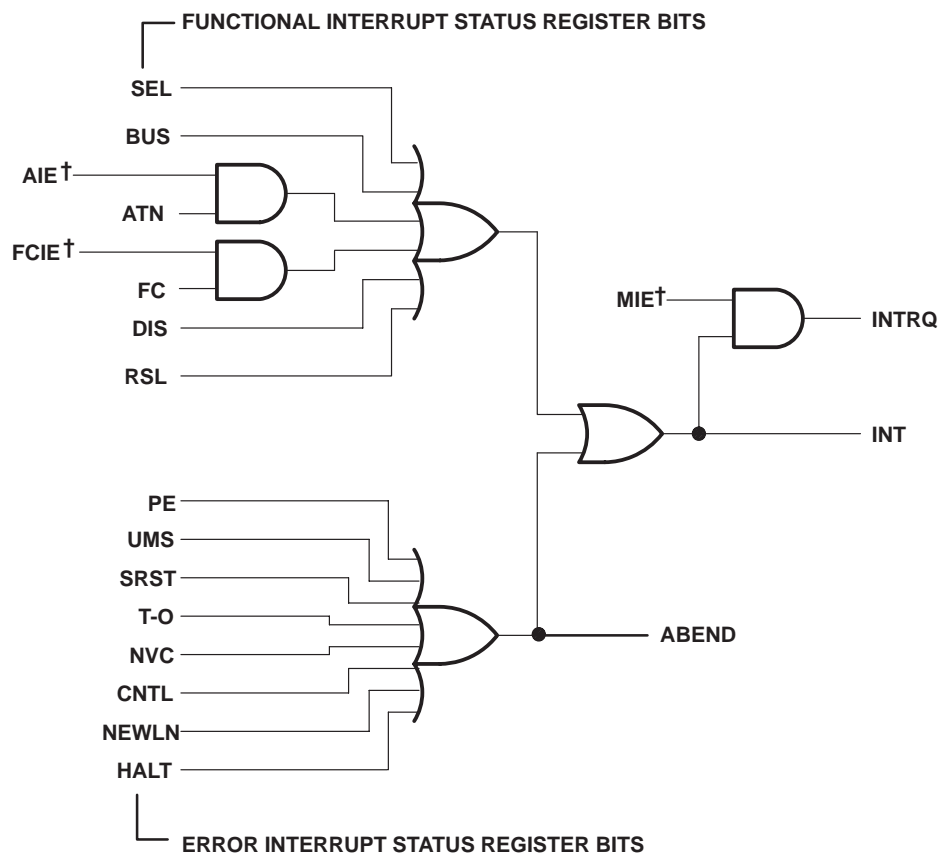 FUNCTIONAL INTERRUPT STATUS REGISTER BITS
SEL
BUS
AIE†
ATN
FCIE†
FC
DIS
RSL
MIE†
INTRQ
INT
PE
UMS
SRST
T-O
NVC
CNTL
NEWLN
HALT
ABEND
ERROR INTERRUPT STATUS REGISTER BITS